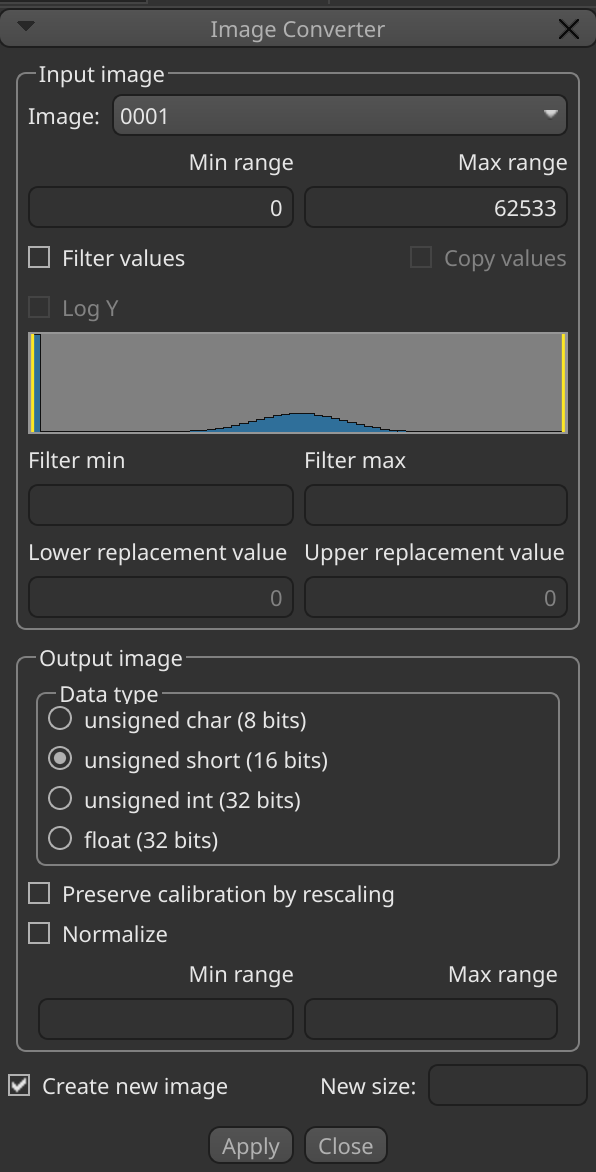 Image Converter
Input image
Image: 0001
Min range Max range
0 62533
Filter values Copy values
Log Y
Filter min Filter max
Lower replacement value Upper replacement value
0 0
Output image
Data type
unsigned char (8 bits)
unsigned short (16 bits)
unsigned int (32 bits)
float (32 bits)
Preserve calibration by rescaling
Normalize
Min range Max range
Create new image New size:
Apply Close